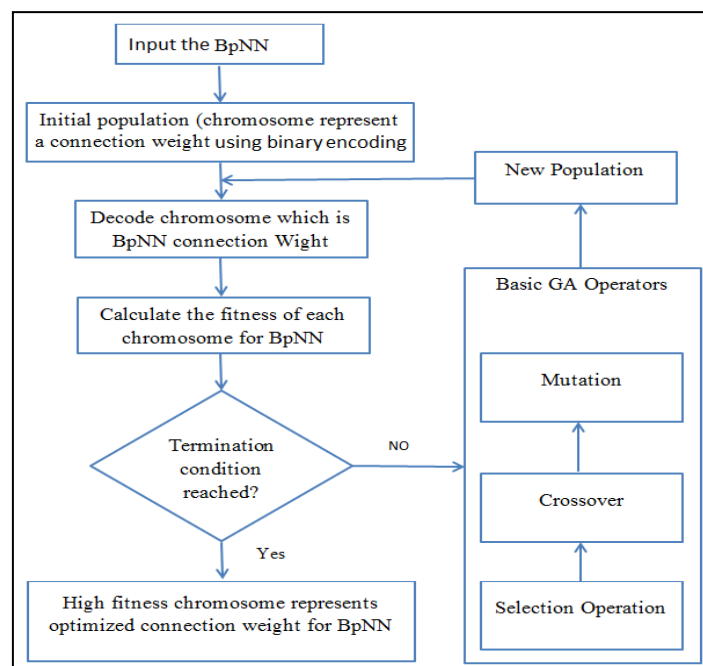 Input the BpNN
Initial population (chromosome represent
a connection weight using binary encoding
New Population
Decode chromosome which is
BpNN connection Wight
Basic GA Operators
Calculate the fitness of each
chromosome for BpNN
Mutation
Termination
condition
reached?
NO
Crossover
Yes
High fitness chromosome represents
optimized connection weight for BpNN
Selection Operation